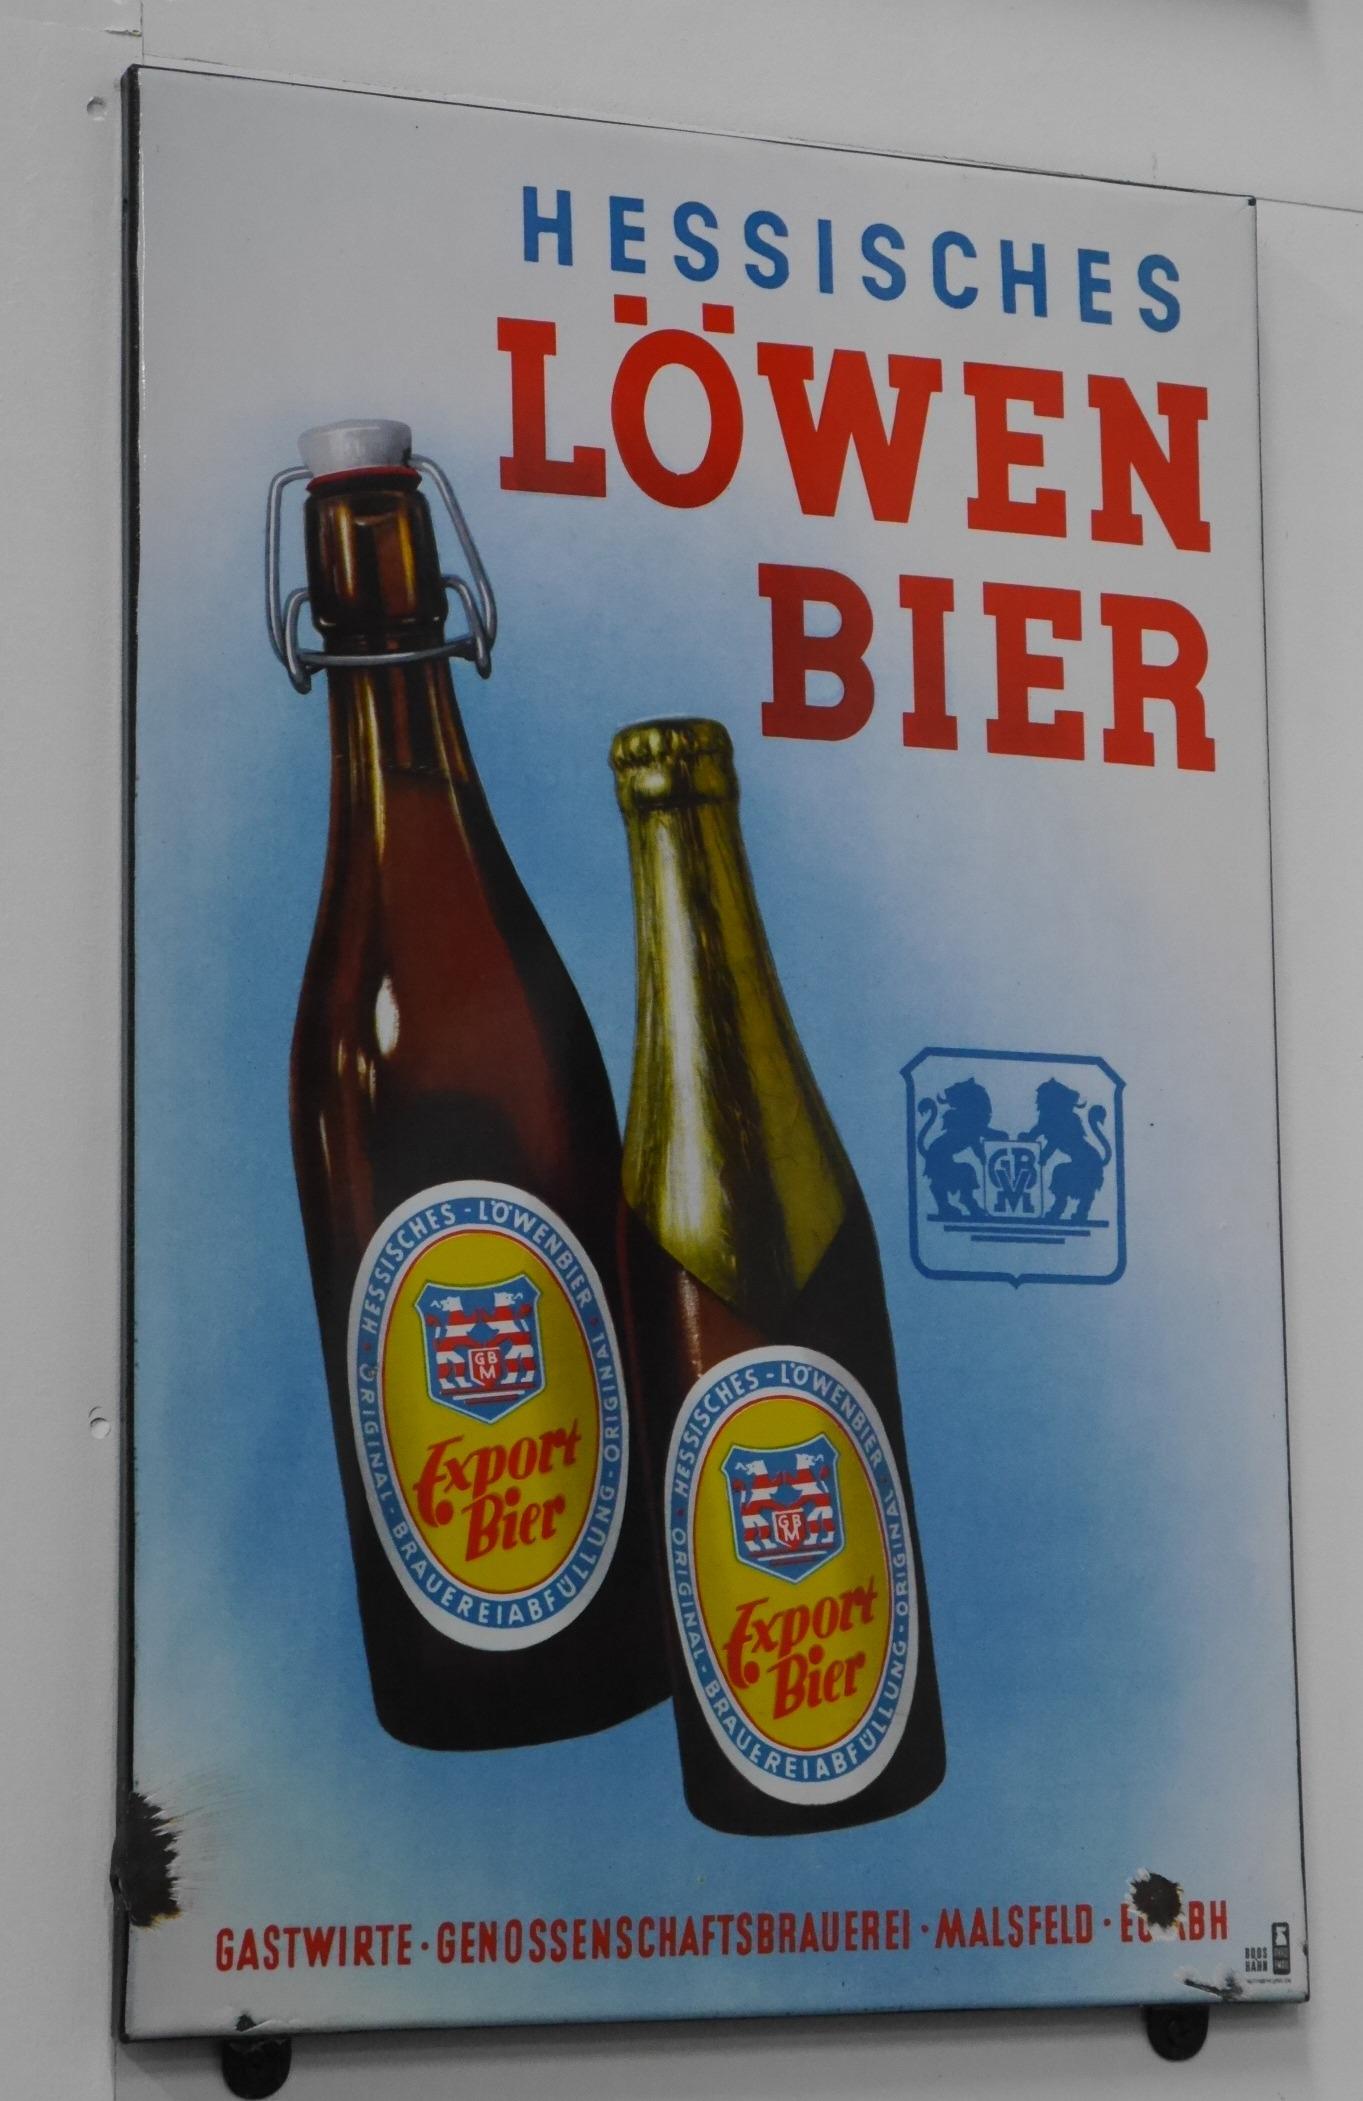 HESSISCHES
LÖWEN
BIER
GBVM
HESSISCHES - LÖWENBIER
ORIGINAL - BRAUEREIABFÜLLUNG - ORIGINAL
GBM
Export
Bier
HESSISCHES - LÖWENBIER
ORIGINAL - BRAUEREIABFÜLLUNG - ORIGINAL
GBM
Export
Bier
GASTWIRTE · GENOSSENSCHAFTSBRAUEREI · MALSFELD ·
BOOS
HAHN